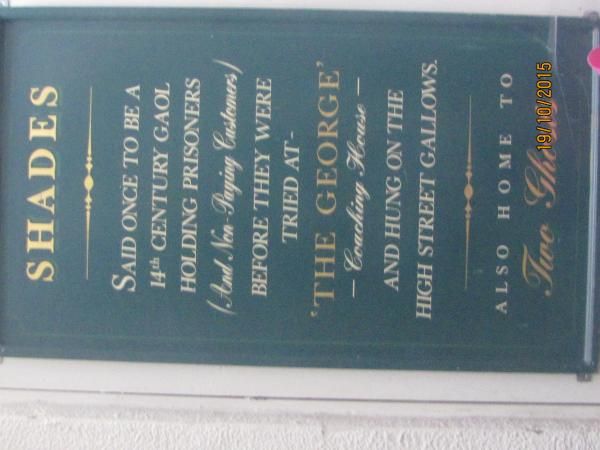 SHADES
SAID ONCE TO BE A
14th CENTURY GAOL
HOLDING PRISONERS
(And Non-Paying Customers)
BEFORE THEY WERE
TRIED AT -
'THE GEORGE'
— Coaching House —
AND HUNG ON THE
HIGH STREET GALLOWS.
ALSO HOME TO
Two
19/10/2015